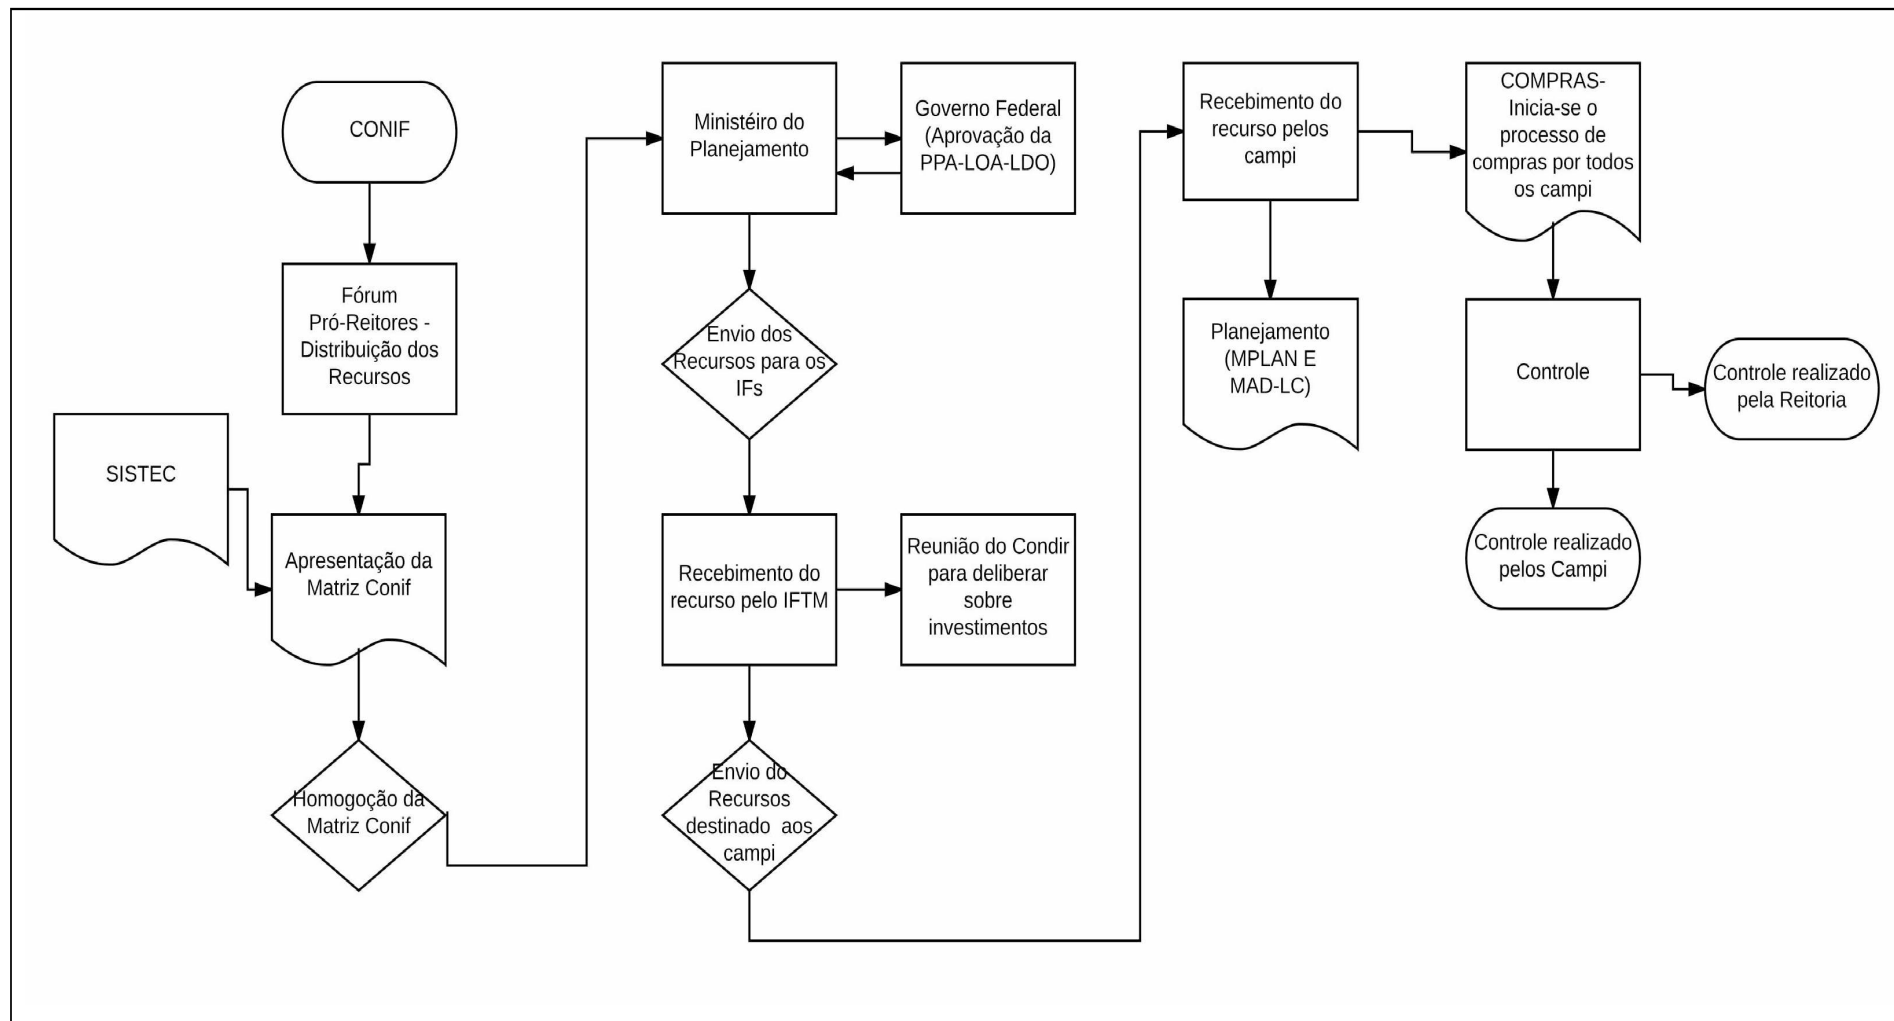 CONIF
Fórum
Pró-Reitores -
Distribuição dos
Recursos
SISTEC
Apresentação da
Matriz Conif
Homogoção da
Matriz Conif
Ministéiro do
Planejamento
Governo Federal
(Aprovação da
PPA-LOA-LDO)
Envio dos
Recursos para os
IFs
Recebimento do
recurso pelo IFTM
Reunião do Condir
para deliberar
sobre
investimentos
Envio do
Recursos
destinado aos
campi
Recebimento do
recurso pelos
campi
Planejamento
(MPLAN E
MAD-LC)
COMPRAS-
Inicia-se o
processo de
compras por todos
os campi
Controle
Controle realizado
pela Reitoria
Controle realizado
pelos Campi